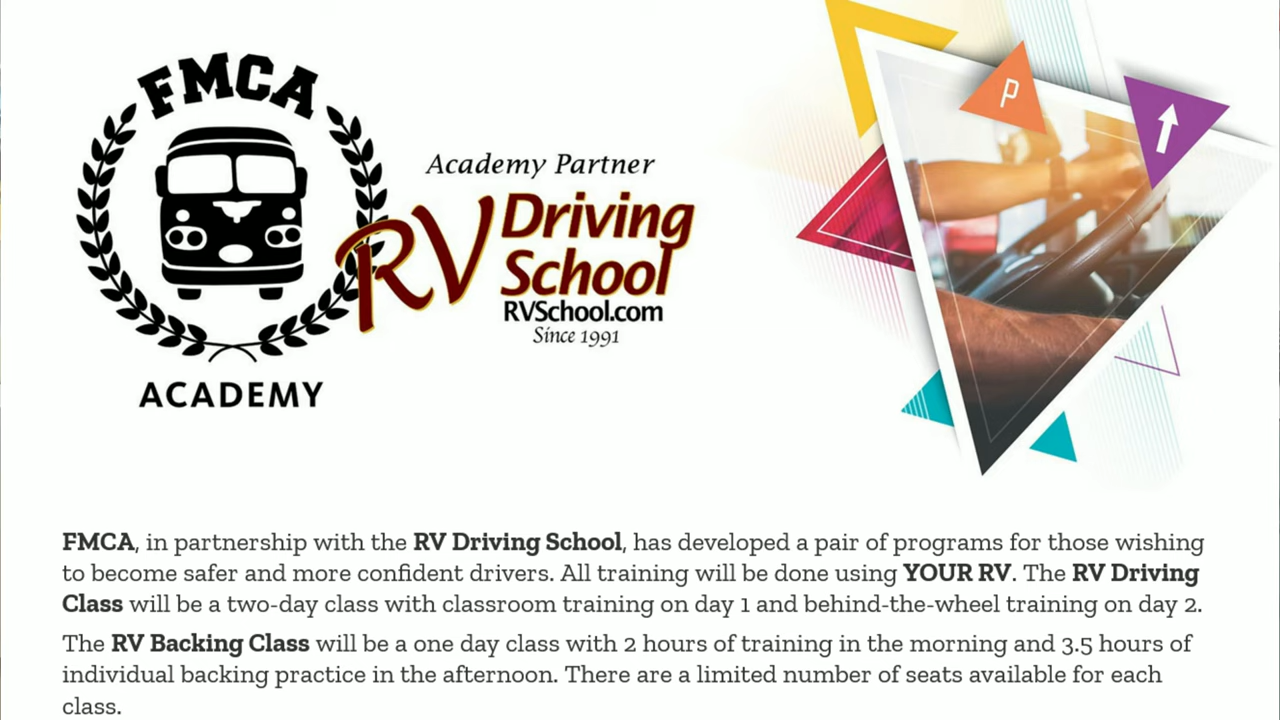 FMCA
ACADEMY
Academy Partner
RV Driving
School
RVSchool.com
Since 1991
P
FMCA, in partnership with the RV Driving School, has developed a pair of programs for those wishing
to become safer and more confident drivers. All training will be done using YOUR RV. The RV Driving
Class will be a two-day class with classroom training on day 1 and behind-the-wheel training on day 2.
The RV Backing Class will be a one day class with 2 hours of training in the morning and 3.5 hours of
individual backing practice in the afternoon. There are a limited number of seats available for each
class.